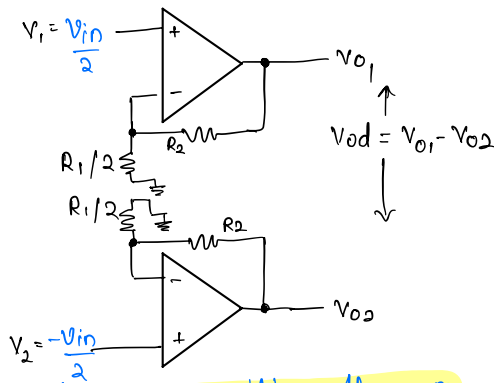 V₁ = Vin/2
+
-
VO₁
R₂
Vod = VO₁ - VO₂
R₁/2
R₁/2
R₂
-
+
VO₂
V₂ = -Vin/2